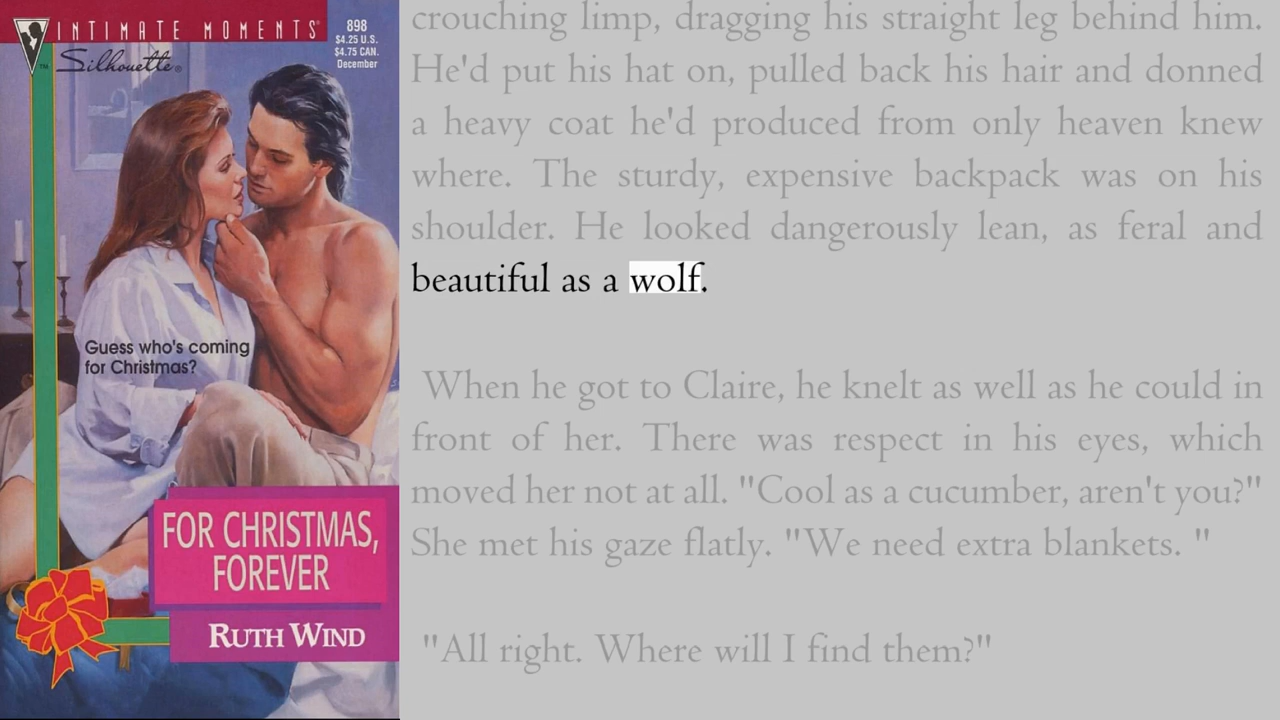 INTIMATE MOMENTS®
Silhouette®
TM
898
$4.25 U.S.
$4.75 CAN.
December
Guess who's coming
for Christmas?
FOR CHRISTMAS,
FOREVER
RUTH WIND
crouching limp, dragging his straight leg behind him.
He'd put his hat on, pulled back his hair and donned
a heavy coat he'd produced from only heaven knew
where. The sturdy, expensive backpack was on his
shoulder. He looked dangerously lean, as feral and
beautiful as a wolf.
When he got to Claire, he knelt as well as he could in
front of her. There was respect in his eyes, which
moved her not at all. "Cool as a cucumber, aren't you?"
She met his gaze flatly. "We need extra blankets. "
"All right. Where will I find them?"